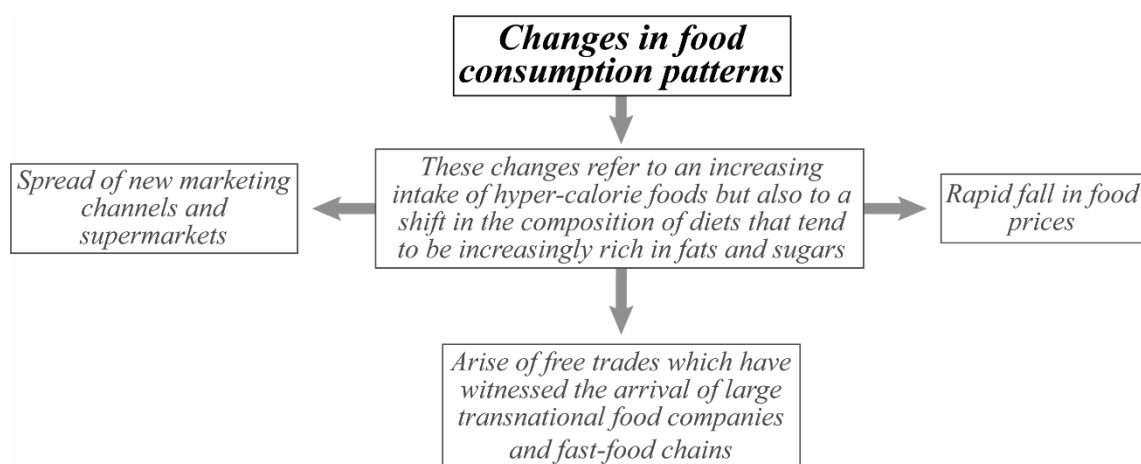 Changes in food
consumption patterns
These changes refer to an increasing
intake of hyper-calorie foods but also to a
shift in the composition of diets that tend
to be increasingly rich in fats and sugars
Spread of new marketing
channels and
supermarkets
Rapid fall in food
prices
Arise of free trades which have
witnessed the arrival of large
transnational food companies
and fast-food chains